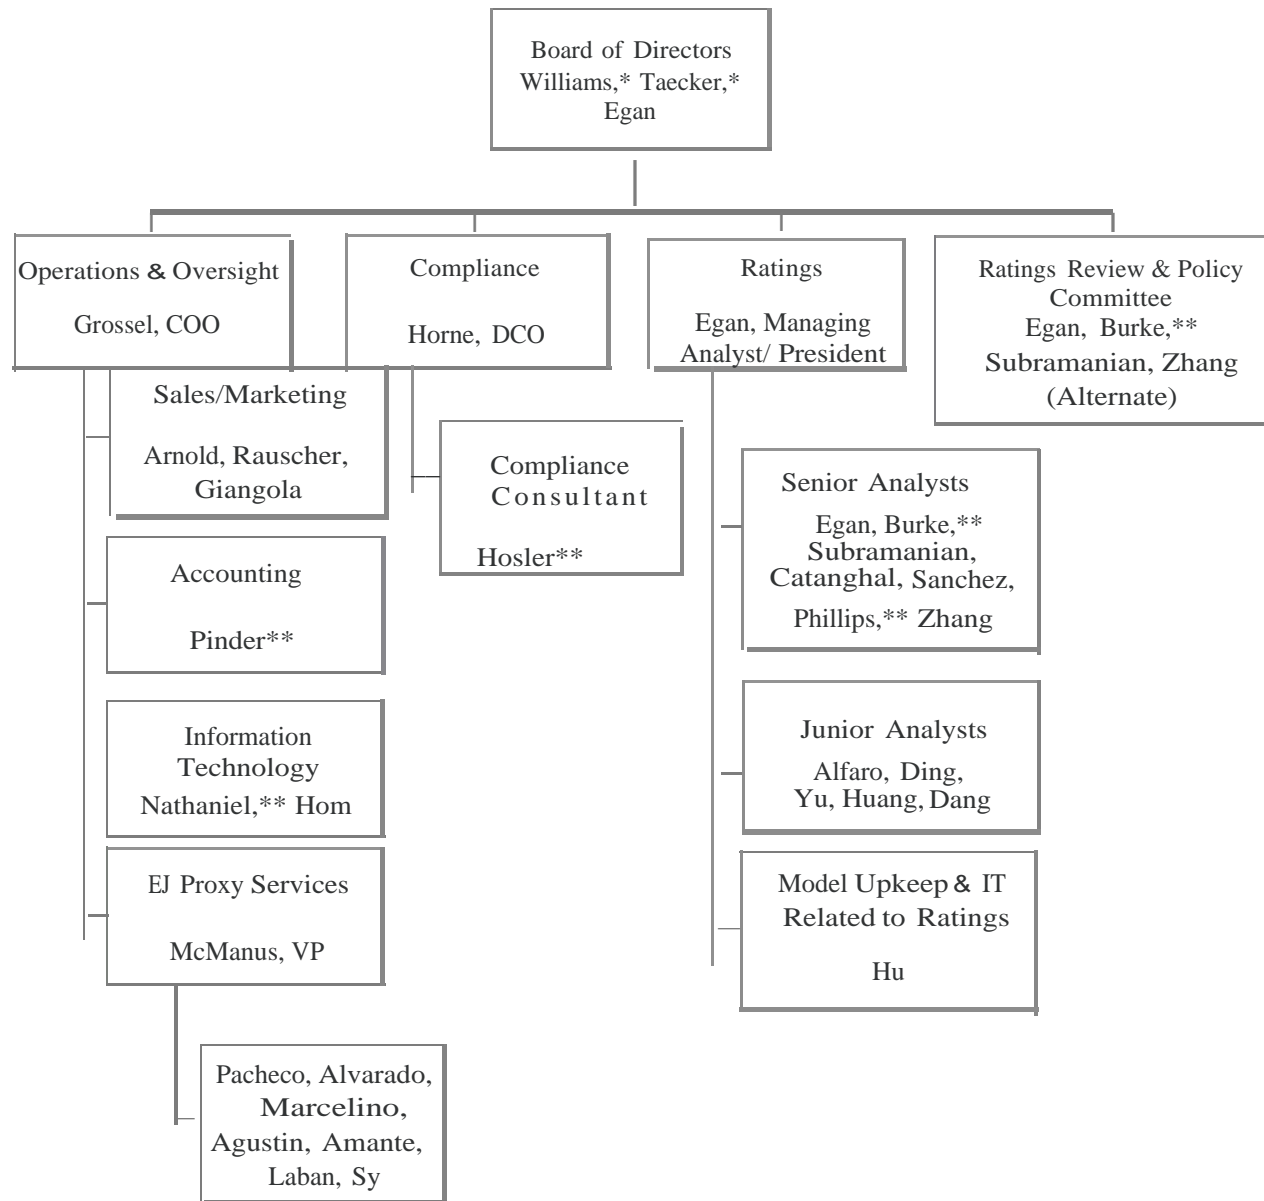 Board of Directors
Williams,* Taecker,*
Egan
Operations & Oversight
Grossel, COO
Compliance
Horne, DCO
Ratings
Egan, Managing
Analyst/ President
Ratings Review & Policy
Committee
Egan, Burke,**
Subramanian, Zhang
(Alternate)
Sales/Marketing
Arnold, Rauscher,
Giangola
Accounting
Pinder**
Information
Technology
Nathaniel,** Hom
EJ Proxy Services
McManus, VP
Pacheco, Alvarado,
Marcelino,
Agustin, Amante,
Laban, Sy
Compliance
Consultant
Hosler**
Senior Analysts
Egan, Burke,**
Subramanian,
Catanghal, Sanchez,
Phillips,** Zhang
Junior Analysts
Alfaro, Ding,
Yu, Huang, Dang
Model Upkeep & IT
Related to Ratings
Hu